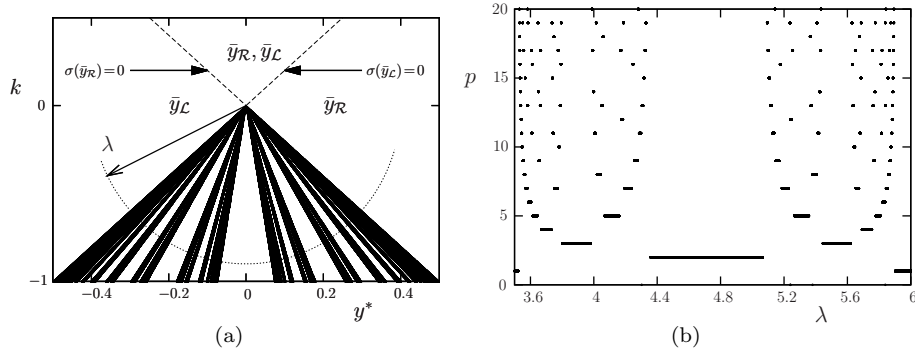 ȳ_R, ȳ_L
σ(ȳ_R)=0
σ(ȳ_L)=0
k
0
ȳ_L
ȳ_R
λ
-1
-0.4 -0.2 0 0.2 0.4
y*
(a)
20
p
15
10
5
0
3.6 4 4.4 4.8 5.2 5.6 6
λ
(b)